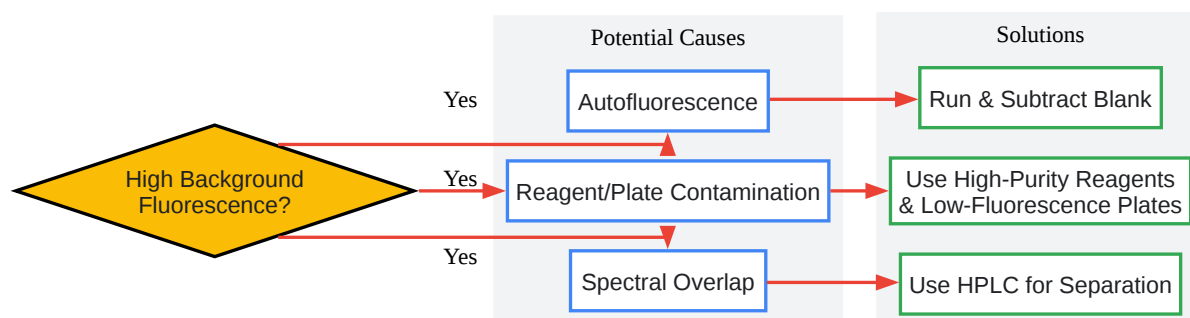 Potential Causes
Solutions
Yes
Autofluorescence
Run & Subtract Blank
High Background
Fluorescence?
Yes
Reagent/Plate Contamination
Use High-Purity Reagents
& Low-Fluorescence Plates
Yes
Spectral Overlap
Use HPLC for Separation